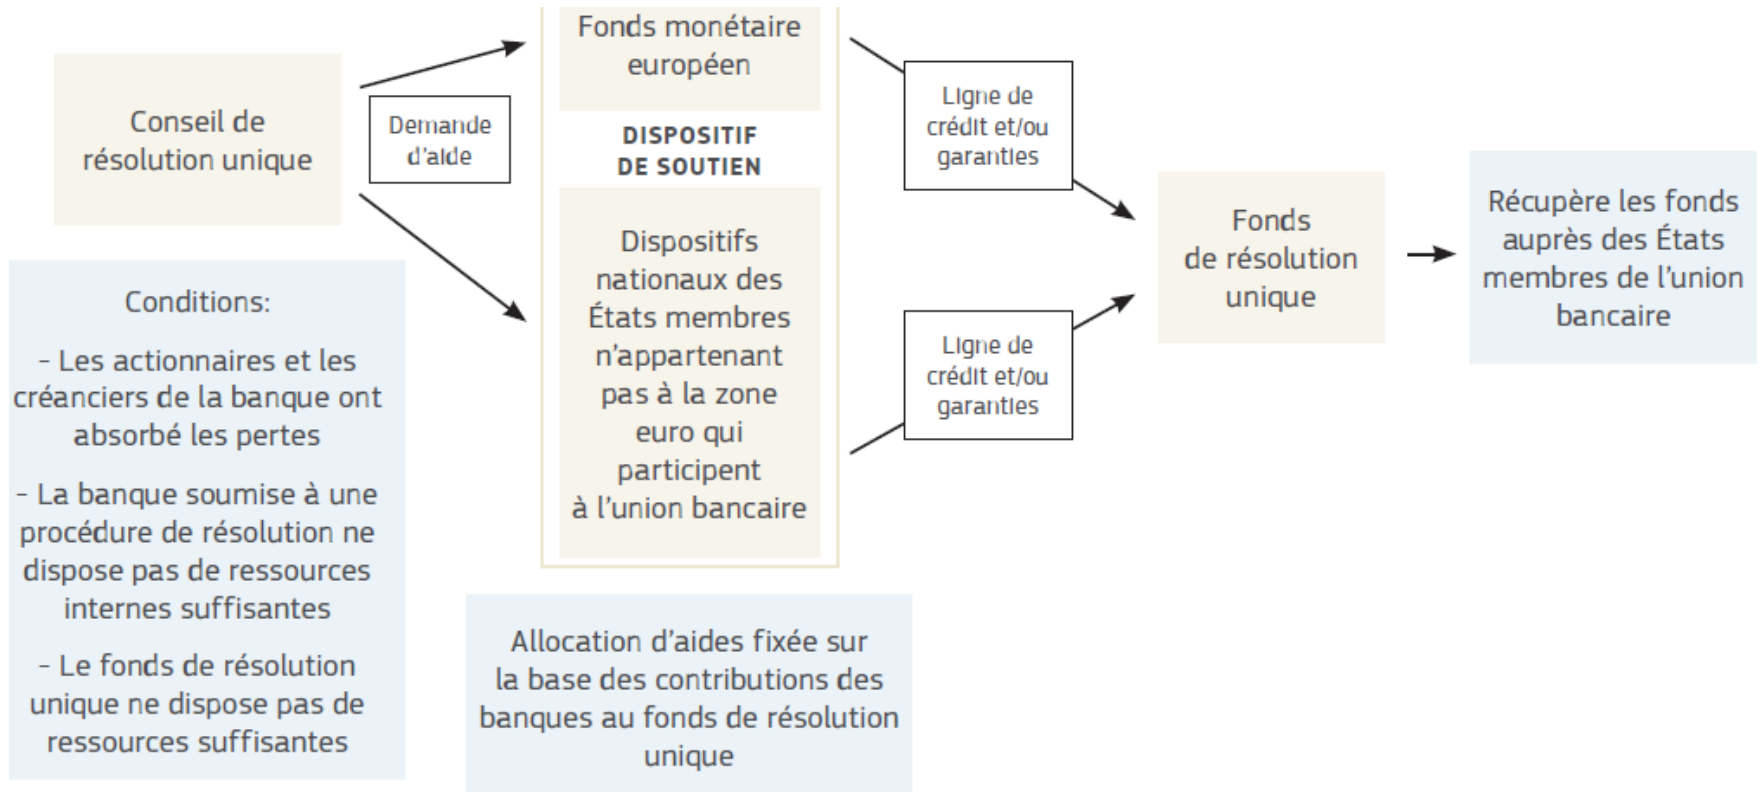 Conseil de
résolution unique
Conditions:
- Les actionnaires et les
créanciers de la banque ont
absorbé les pertes
- La banque soumise à une
procédure de résolution ne
dispose pas de ressources
internes suffisantes
- Le fonds de résolution
unique ne dispose pas de
ressources suffisantes
Demande
d'aide
Fonds monétaire
européen
DISPOSITIF
DE SOUTIEN
Dispositifs
nationaux des
États membres
n'appartenant
pas à la zone
euro qui
participent
à l'union bancaire
Allocation d'aides fixée sur
la base des contributions des
banques au fonds de résolution
unique
Ligne de
crédit et/ou
garanties
Ligne de
crédit et/ou
garanties
Fonds
de résolution
unique
Récupère les fonds
auprès des États
membres de l'union
bancaire